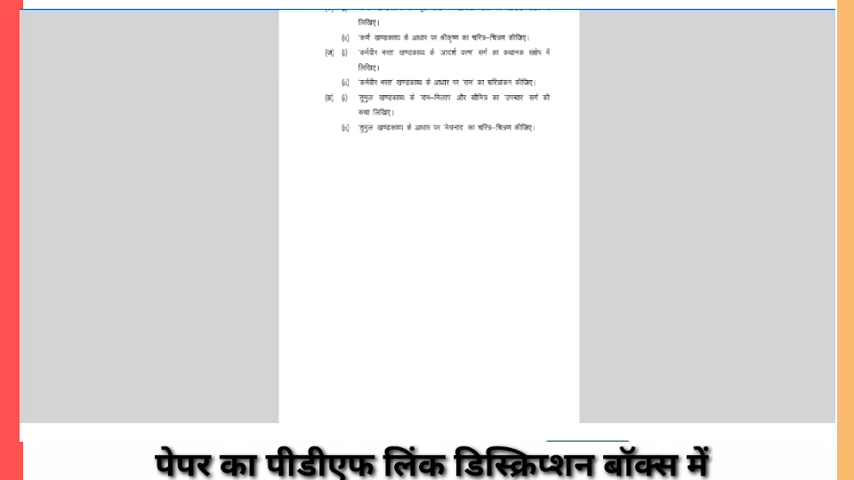 लिखिए।
(ii) 'कर्ण' खण्डकाव्य के आधार पर श्रीकृष्ण का चरित्र–चित्रण कीजिए।
(ज) (i) 'कर्मवीर भरत' खण्डकाव्य के 'आदर्श वरण' सर्ग का कथानक संक्षेप में
लिखिए।
(ii) 'कर्मवीर भरत' खण्डकाव्य के आधार पर 'राम' का चरित्रांकन कीजिए।
(झ) (i) 'तुमुल' खण्डकाव्य के 'राम–मिलाप' और सौमित्र का 'उपचार' सर्ग की
कथा लिखिए।
(ii) 'तुमुल' खण्डकाव्य के आधार पर 'मेघनाद' का चरित्र–चित्रण कीजिए।
पेपर का पीडीएफ लिंक डिस्क्रिप्शन बॉक्स में